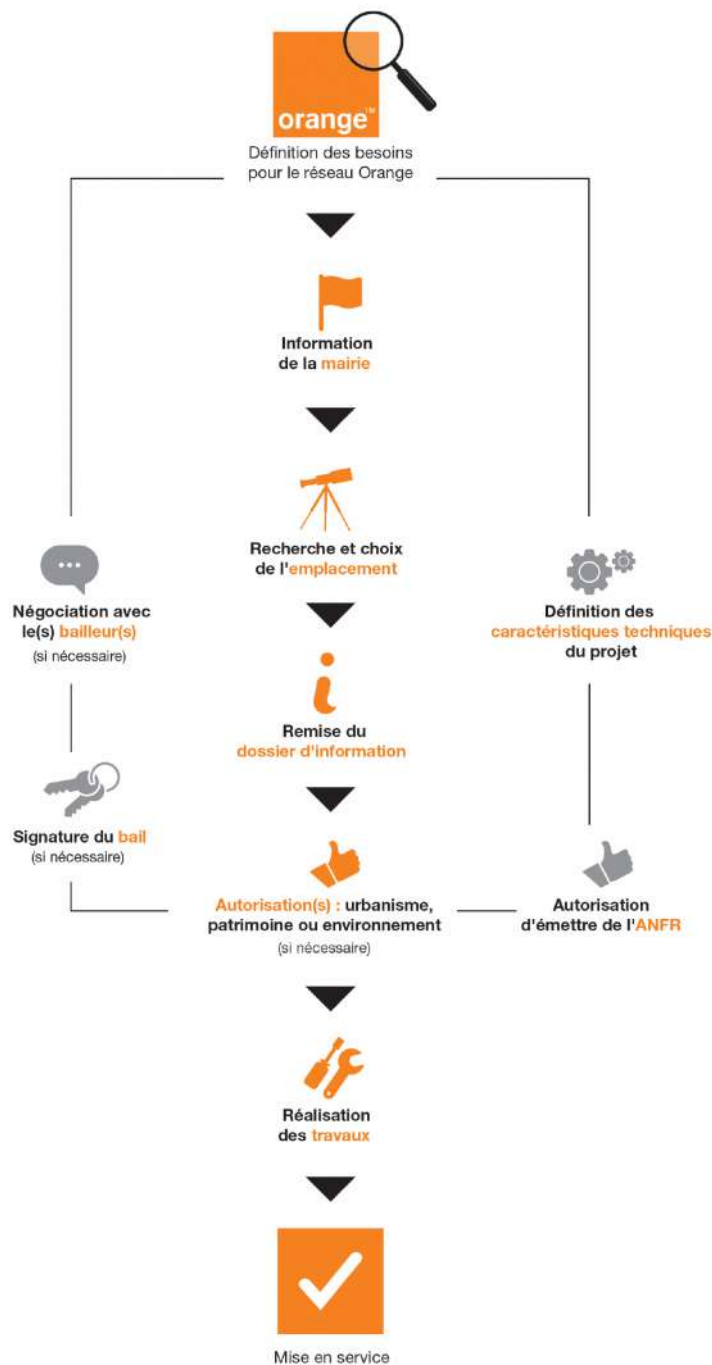 orange™
Définition des besoins
pour le réseau Orange
Information
de la mairie
Recherche et choix
de l'emplacement
Négociation avec
le(s) bailleur(s)
(si nécessaire)
Définition des
caractéristiques techniques
du projet
Remise du
dossier d'information
Signature du bail
(si nécessaire)
Autorisation(s) : urbanisme,
patrimoine ou environnement
(si nécessaire)
Autorisation
d'émettre de l'ANFR
Réalisation
des travaux
Mise en service